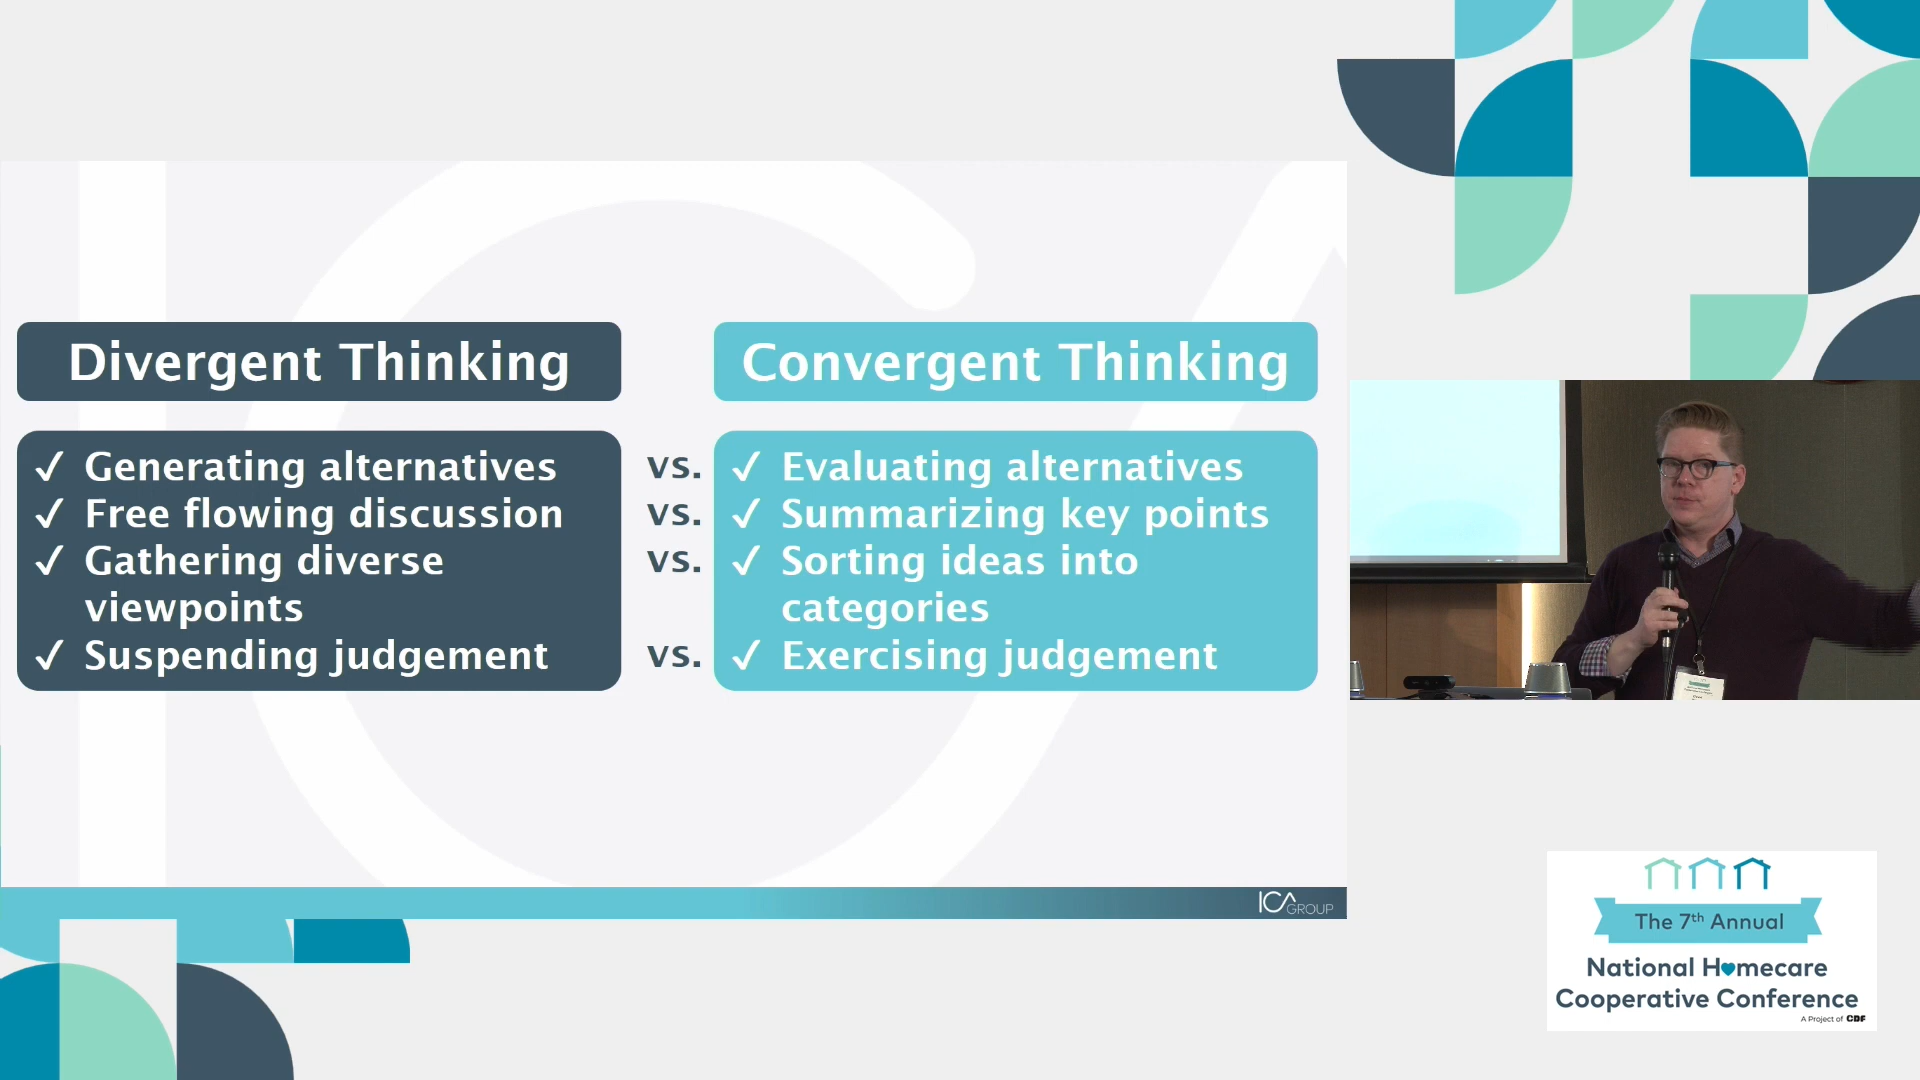 Divergent Thinking
Convergent Thinking
✓ Generating alternatives vs. ✓ Evaluating alternatives
✓ Free flowing discussion vs. ✓ Summarizing key points
✓ Gathering diverse vs. ✓ Sorting ideas into
viewpoints categories
✓ Suspending judgement vs. ✓ Exercising judgement
ICA GROUP
The 7th Annual
National Homecare
Cooperative Conference
A Project of CDF